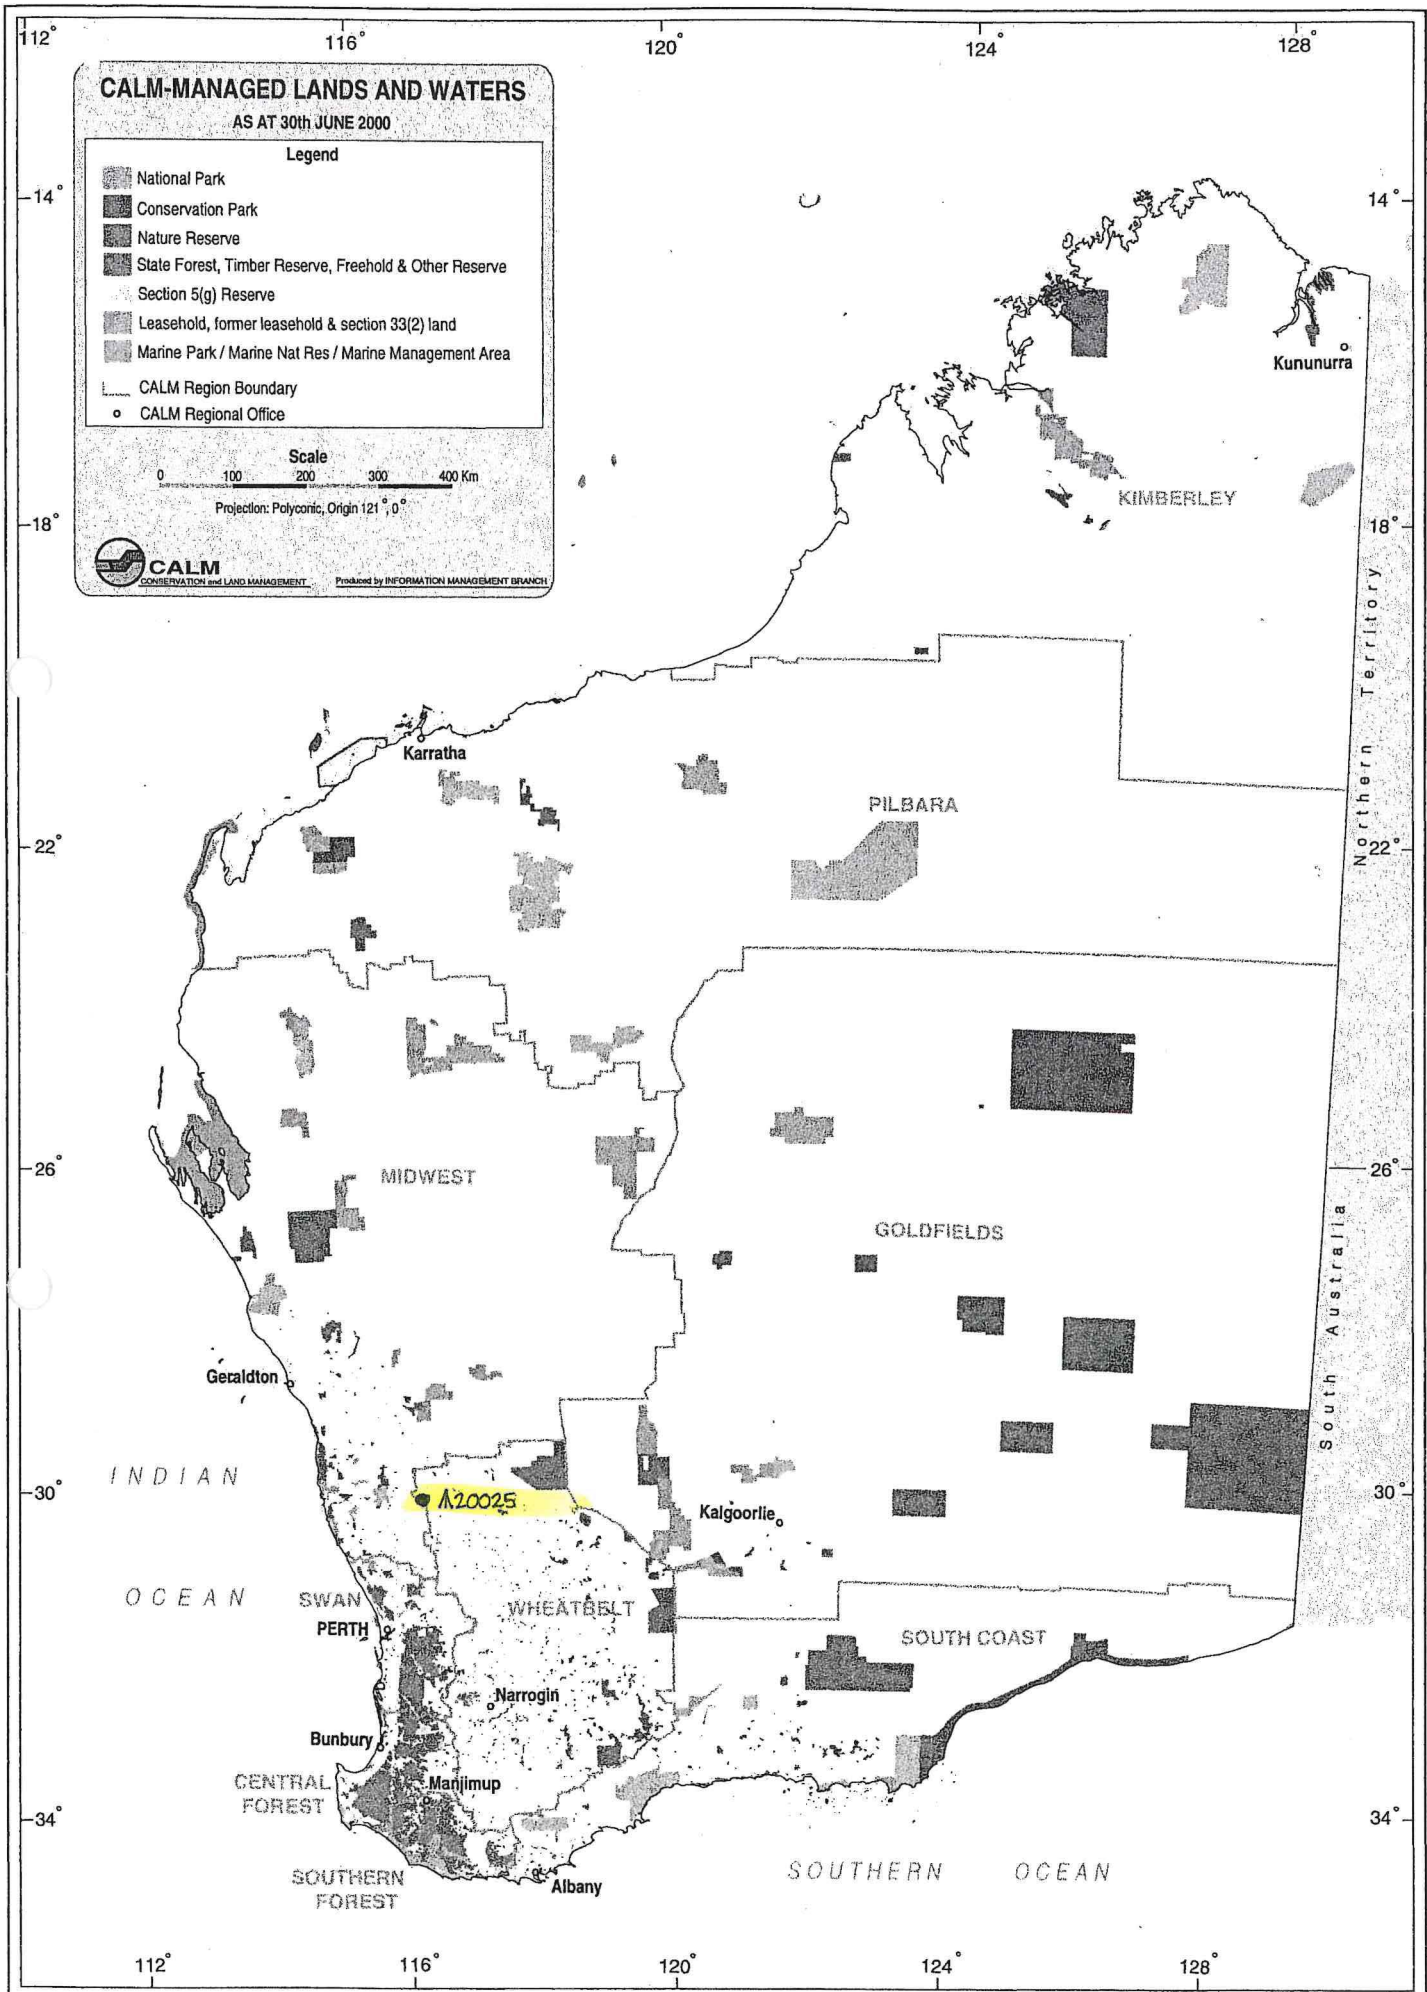 112° 116° 120° 124° 128°
CALM-MANAGED LANDS AND WATERS
AS AT 30th JUNE 2000
Legend
National Park
Conservation Park
Nature Reserve
State Forest, Timber Reserve, Freehold & Other Reserve
Section 5(g) Reserve
Leasehold, former leasehold & section 33(2) land
Marine Park / Marine Nat Res / Marine Management Area
CALM Region Boundary
CALM Regional Office
Scale
0 100 200 300 400 Km
Projection: Polyconic, Origin 121°, 0°
CALM
CONSERVATION and LAND MANAGEMENT
Produced by INFORMATION MANAGEMENT BRANCH
14° 14°
Kununurra
KIMBERLEY
18° 18°
Northern Territory
Karratha
PILBARA
22° 22°
26° 26°
MIDWEST
GOLDFIELDS
South Australia
Geraldton
INDIAN
30° 30°
A20025
Kalgoorlie
OCEAN
SWAN
WHEATBELT
PERTH
SOUTH COAST
Narrogin
Bunbury
CENTRAL
FOREST
Manjimup
34° 34°
SOUTHERN OCEAN
SOUTHERN
FOREST
Albany
112° 116° 120° 124° 128°